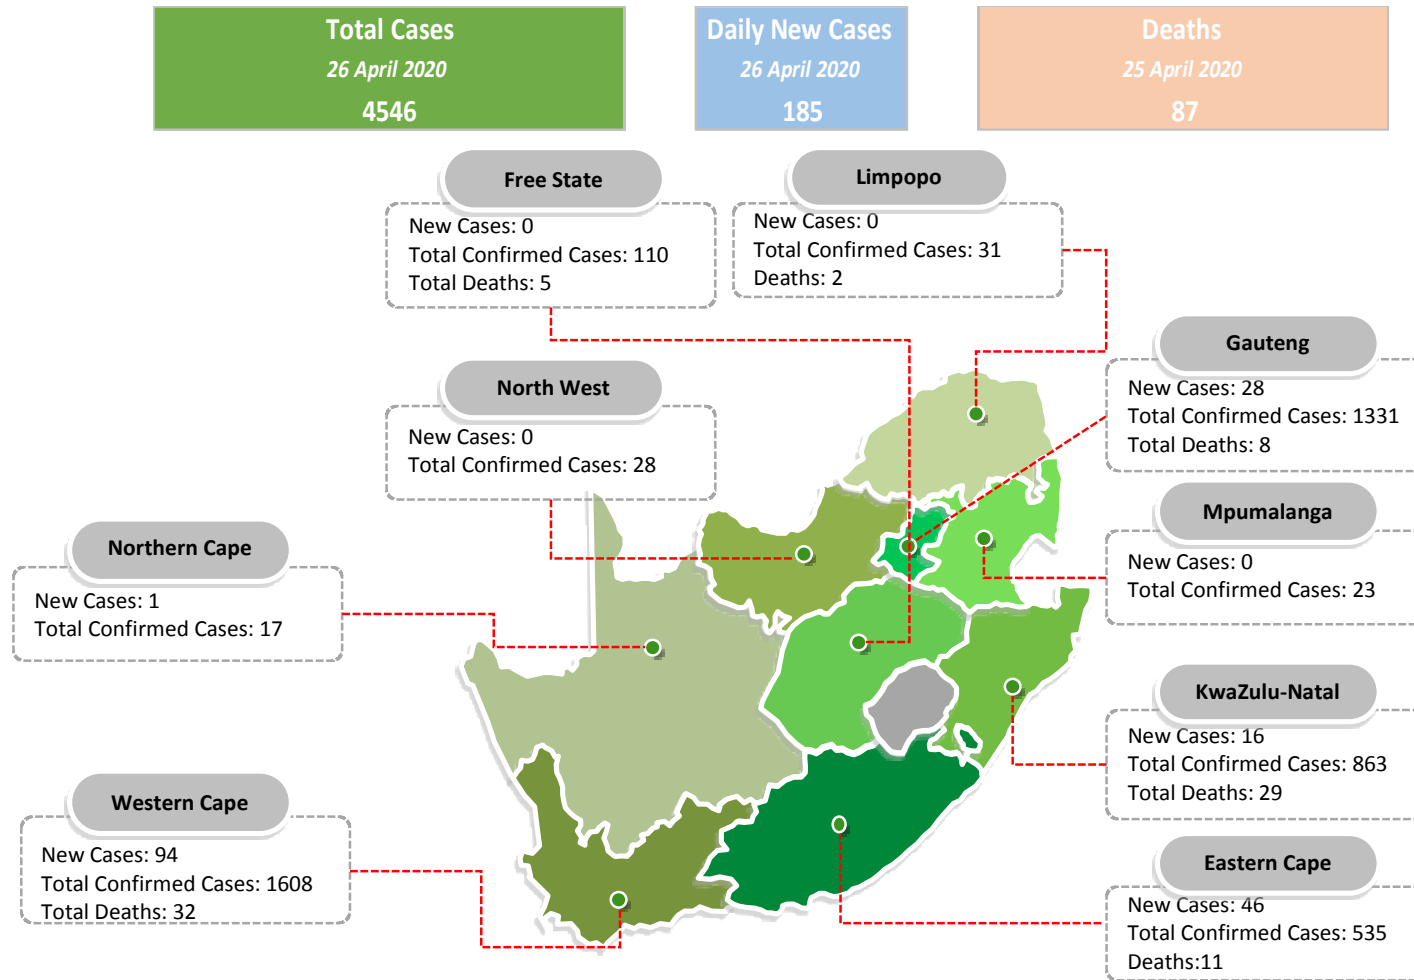 Total Cases
26 April 2020
4546
Daily New Cases
26 April 2020
185
Deaths
25 April 2020
87
Free State
New Cases: 0
Total Confirmed Cases: 110
Total Deaths: 5
Limpopo
New Cases: 0
Total Confirmed Cases: 31
Deaths: 2
Gauteng
New Cases: 28
Total Confirmed Cases: 1331
Total Deaths: 8
North West
New Cases: 0
Total Confirmed Cases: 28
Mpumalanga
New Cases: 0
Total Confirmed Cases: 23
Northern Cape
New Cases: 1
Total Confirmed Cases: 17
KwaZulu-Natal
New Cases: 16
Total Confirmed Cases: 863
Total Deaths: 29
Western Cape
New Cases: 94
Total Confirmed Cases: 1608
Total Deaths: 32
Eastern Cape
New Cases: 46
Total Confirmed Cases: 535
Deaths:11